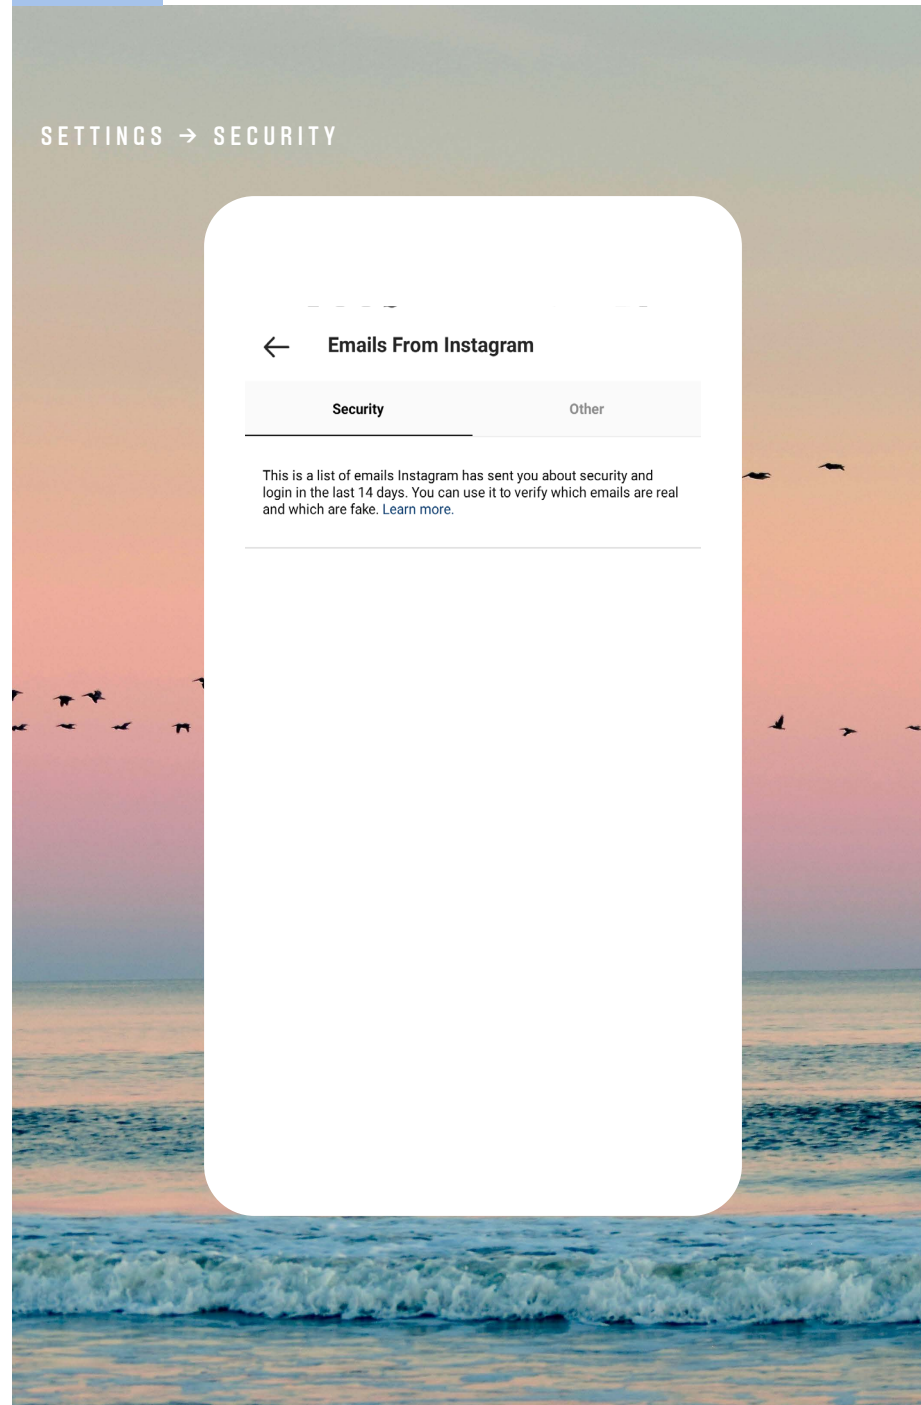 SETTINGS → SECURITY
Emails From Instagram
Security Other
This is a list of emails Instagram has sent you about security and
login in the last 14 days. You can use it to verify which emails are real
and which are fake. Learn more.